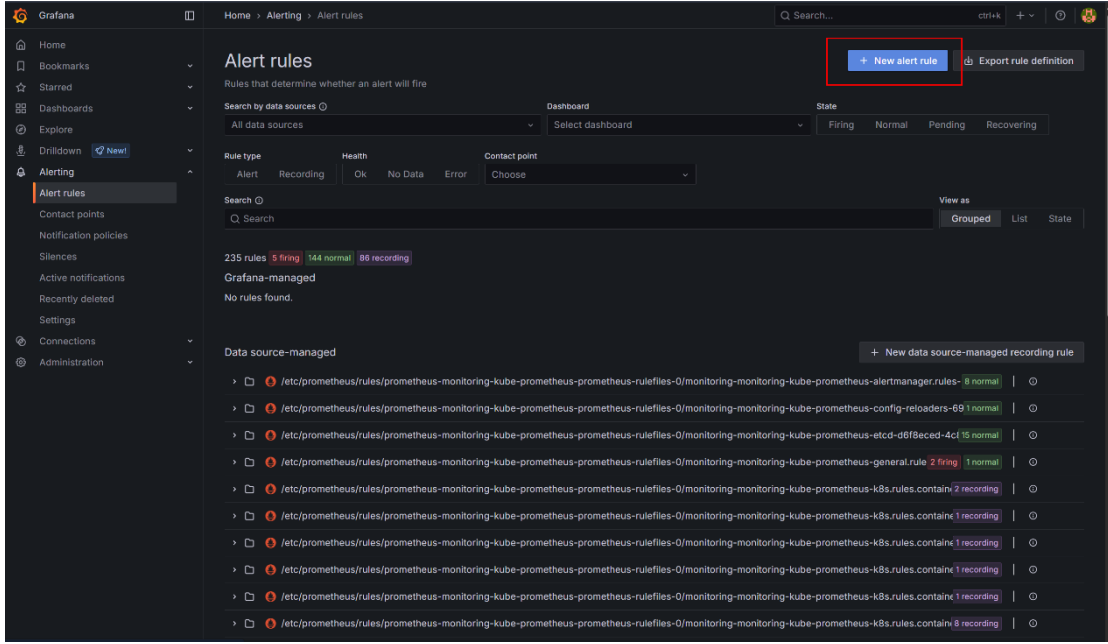 Grafana
Home > Alerting > Alert rules
Search...
ctrl+k
Home
Bookmarks
Starred
Dashboards
Explore
Drilldown New!
Alerting
Alert rules
Contact points
Notification policies
Silences
Active notifications
Recently deleted
Settings
Connections
Administration
Alert rules
+ New alert rule
Export rule definition
Rules that determine whether an alert will fire
Search by data sources
All data sources
Dashboard
Select dashboard
State
Firing Normal Pending Recovering
Rule type
Alert Recording
Health
Ok No Data Error
Contact point
Choose
Search
Search
View as
Grouped List State
235 rules 5 firing 144 normal 86 recording
Grafana-managed
No rules found.
Data source-managed
+ New data source-managed recording rule
/etc/prometheus/rules/prometheus-monitoring-kube-prometheus-prometheus-rulefiles-0/monitoring-monitoring-kube-prometheus-alertmanager.rules- 8 normal
/etc/prometheus/rules/prometheus-monitoring-kube-prometheus-prometheus-rulefiles-0/monitoring-monitoring-kube-prometheus-config-reloaders-69 1 normal
/etc/prometheus/rules/prometheus-monitoring-kube-prometheus-prometheus-rulefiles-0/monitoring-monitoring-kube-prometheus-etcd-d6f8eced-4c 15 normal
/etc/prometheus/rules/prometheus-monitoring-kube-prometheus-prometheus-rulefiles-0/monitoring-monitoring-kube-prometheus-general.rule 2 firing 1 normal
/etc/prometheus/rules/prometheus-monitoring-kube-prometheus-prometheus-rulefiles-0/monitoring-monitoring-kube-prometheus-k8s.rules.contain 2 recording
/etc/prometheus/rules/prometheus-monitoring-kube-prometheus-prometheus-rulefiles-0/monitoring-monitoring-kube-prometheus-k8s.rules.containe 1 recording
/etc/prometheus/rules/prometheus-monitoring-kube-prometheus-prometheus-rulefiles-0/monitoring-monitoring-kube-prometheus-k8s.rules.containe 1 recording
/etc/prometheus/rules/prometheus-monitoring-kube-prometheus-prometheus-rulefiles-0/monitoring-monitoring-kube-prometheus-k8s.rules.containe 1 recording
/etc/prometheus/rules/prometheus-monitoring-kube-prometheus-prometheus-rulefiles-0/monitoring-monitoring-kube-prometheus-k8s.rules.containe 1 recording
/etc/prometheus/rules/prometheus-monitoring-kube-prometheus-prometheus-rulefiles-0/monitoring-monitoring-kube-prometheus-k8s.rules.contain 8 recording